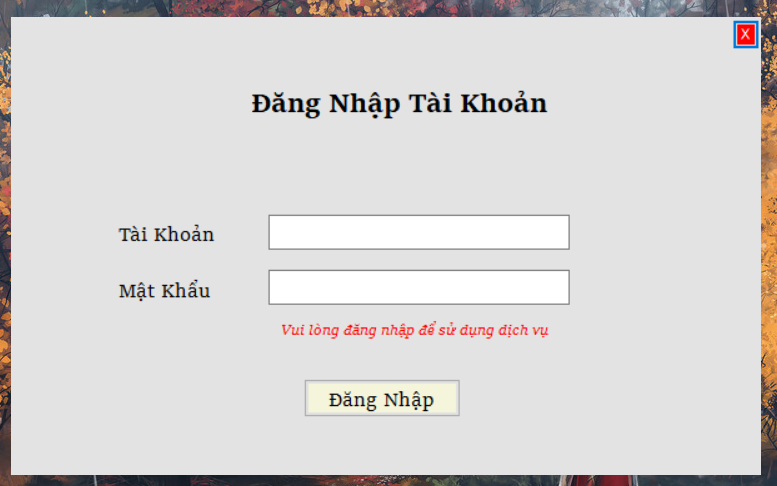 X
Đăng Nhập Tài Khoản
Tài Khoản
Mật Khẩu
Vui lòng đăng nhập để sử dụng dịch vụ
Đăng Nhập